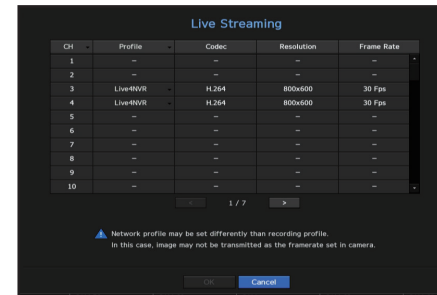 Live Streaming
CH Profile Codec Resolution Frame Rate
1 – – – –
2 – – – –
3 Live4NVR H.264 800x600 30 Fps
4 Live4NVR H.264 800x600 30 Fps
5 – – – –
6 – – – –
7 – – – –
8 – – – –
9 – – – –
10 – – – –
< 1 / 7 >
Network profile may be set differently than recording profile.
In this case, image may not be transmitted as the framerate set in camera.
OK Cancel